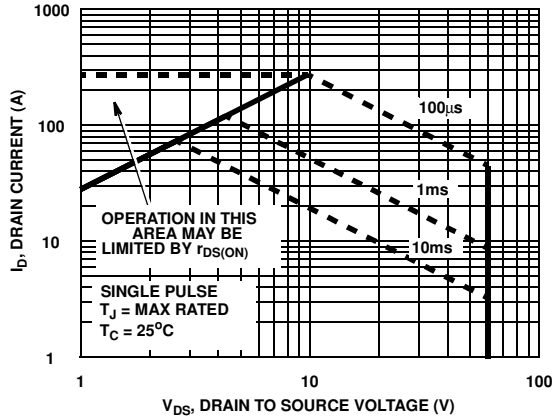 1000
100
10
1
I_D, DRAIN CURRENT (A)
100μs
1ms
10ms
OPERATION IN THIS
AREA MAY BE
LIMITED BY r_DS(ON)
SINGLE PULSE
T_J = MAX RATED
T_C = 25°C
1 10 100
V_DS, DRAIN TO SOURCE VOLTAGE (V)